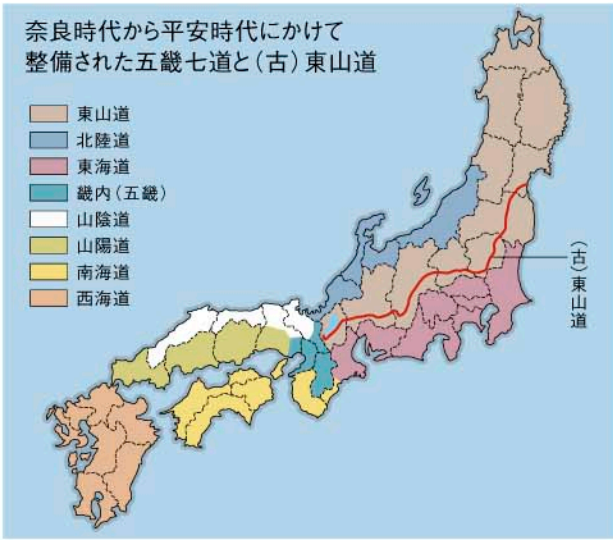 奈良時代から平安時代にかけて
整備された五畿七道と(古)東山道
東山道
北陸道
東海道
畿内(五畿)
山陰道
山陽道
南海道
西海道
(古)東山道